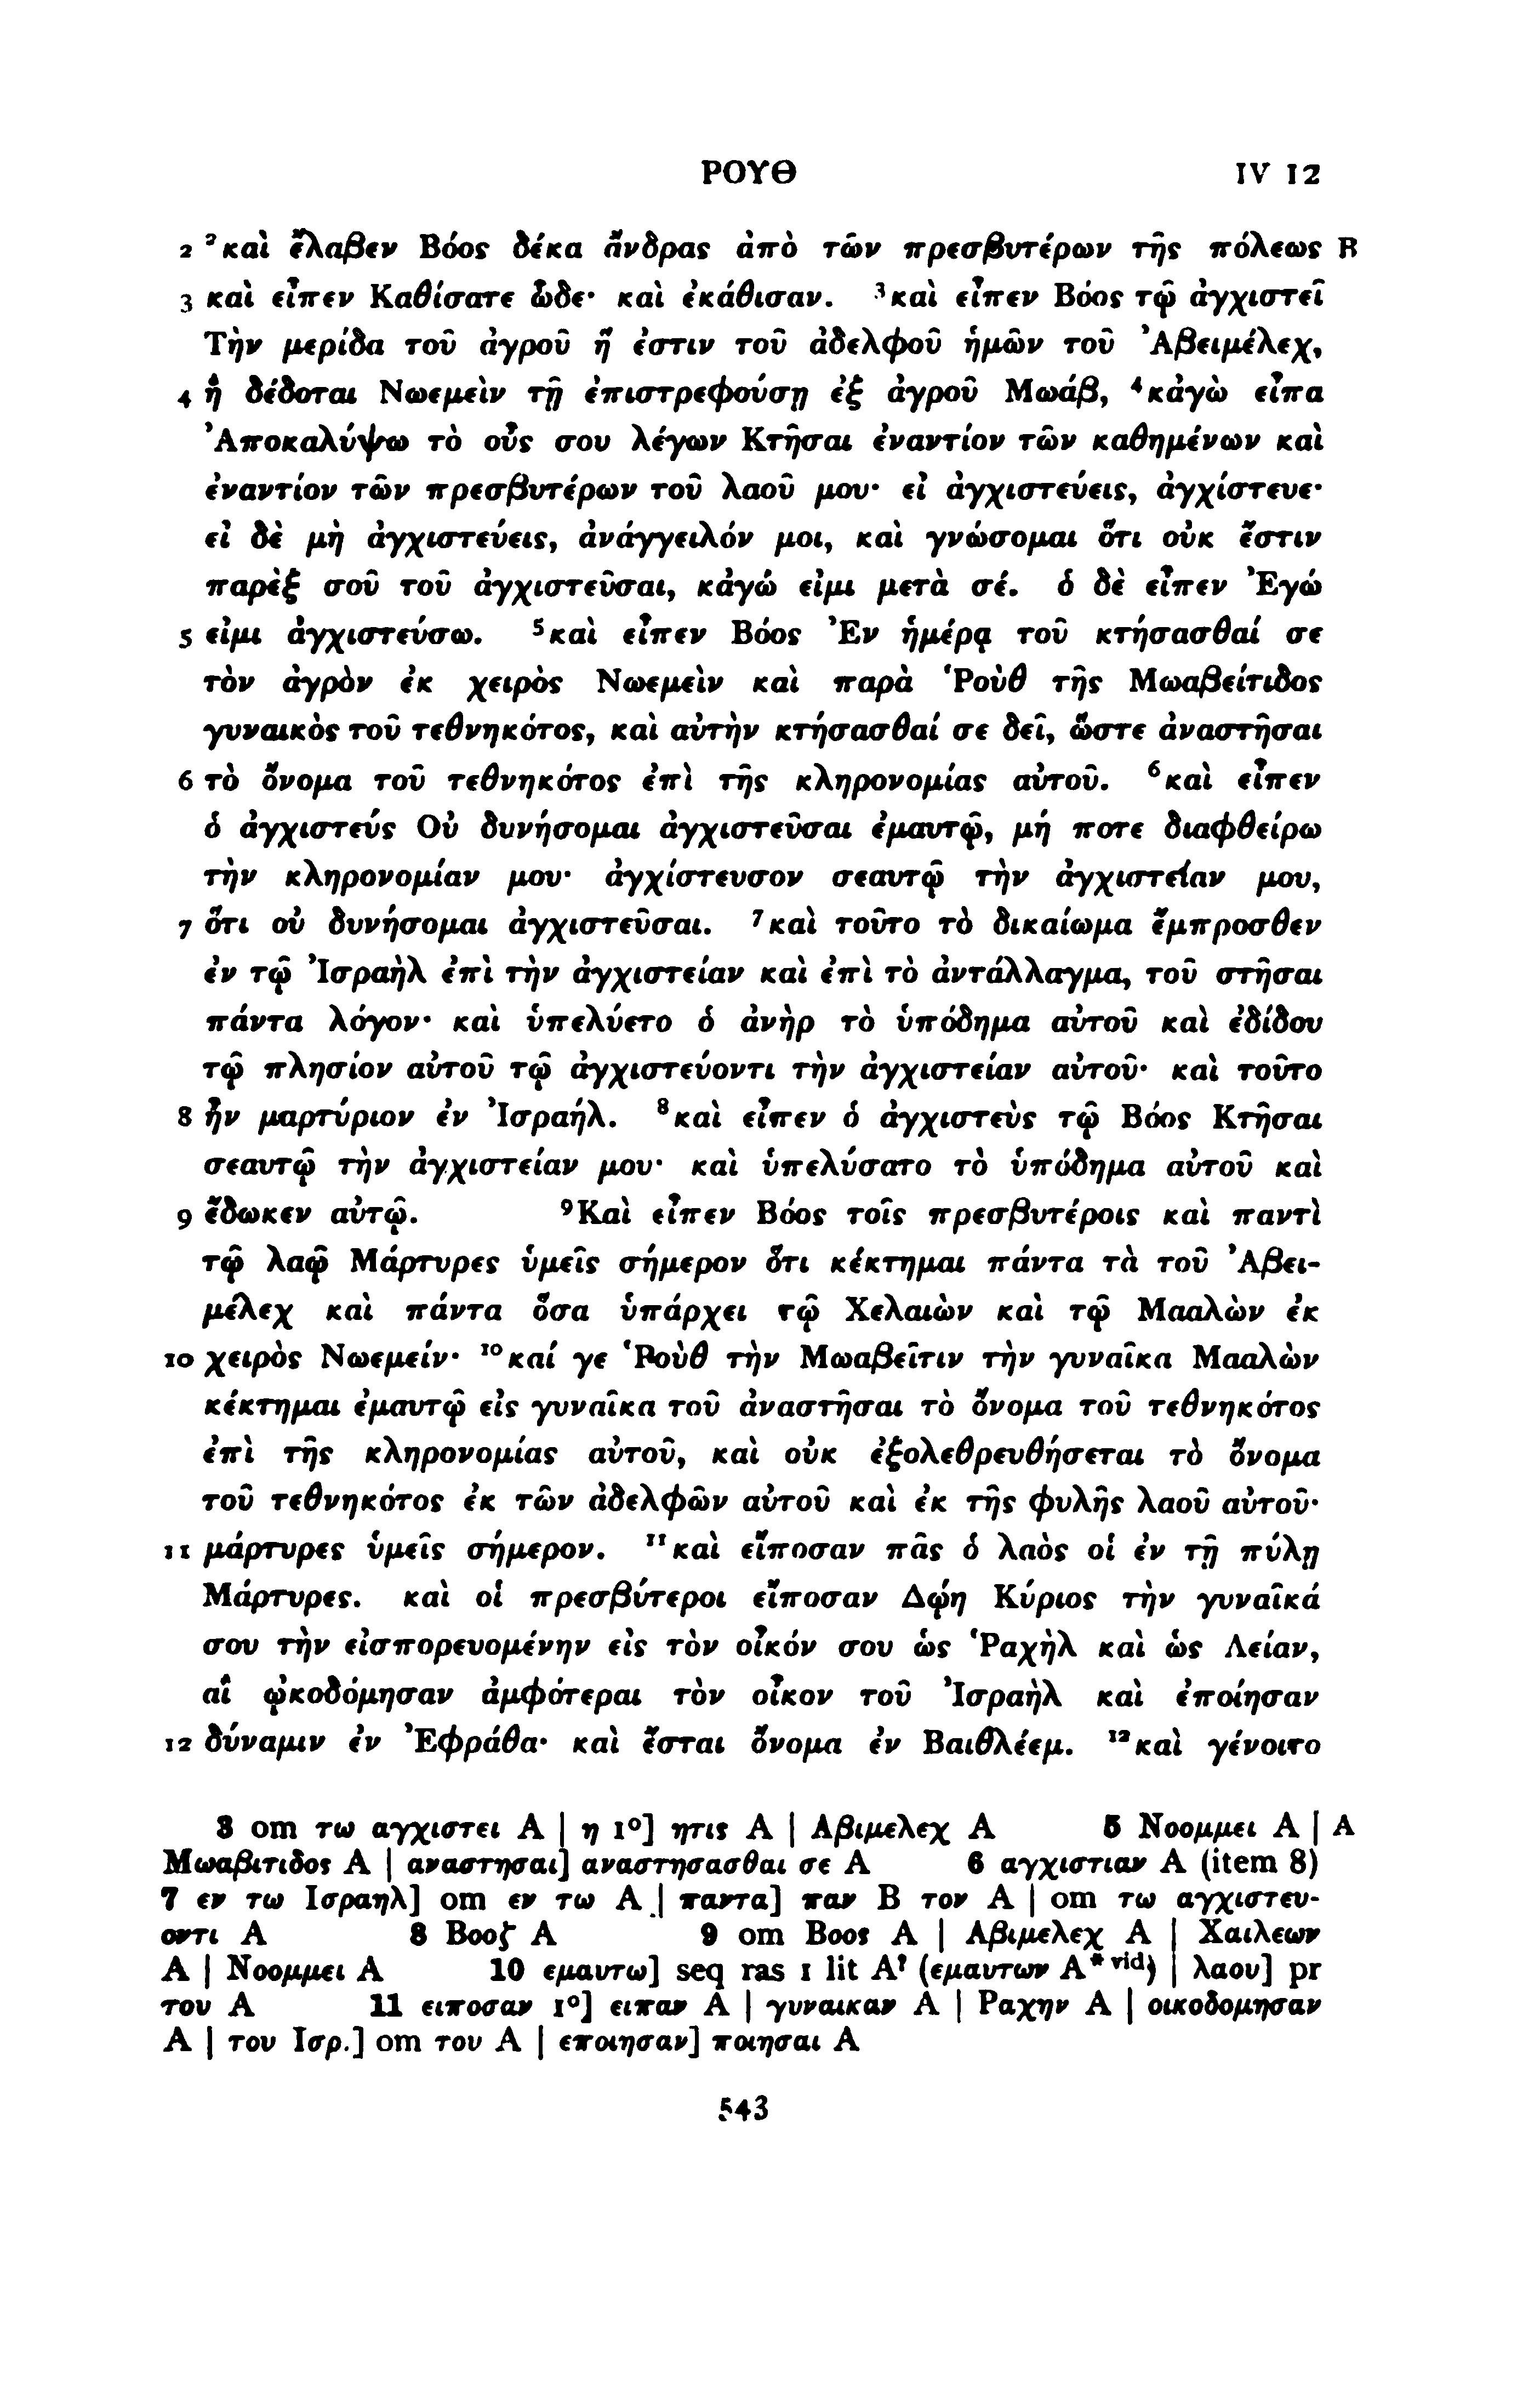 ΡΟΥΘ IV 12
2 ²καὶ ἔλαβεν Βόος δέκα ἄνδρας ἀπὸ τῶν πρεσβυτέρων τῆς πόλεως B
3 καὶ εἶπεν Καθίσατε ὧδε· καὶ ἐκάθισαν. ³καὶ εἶπεν Βόος τῷ ἀγχιστεῖ
Τὴν μερίδα τοῦ ἀγροῦ ἥ ἐστιν τοῦ ἀδελφοῦ ἡμῶν τοῦ Ἀβειμέλεχ,
4 ἣ δέδοται Νωεμεὶν τῇ ἐπιστρεφούσῃ ἐξ ἀγροῦ Μωάβ, ⁴κἀγὼ εἶπα
Ἀποκαλύψω τὸ οὖς σου λέγων Κτῆσαι ἐναντίον τῶν καθημένων καὶ
ἐναντίον τῶν πρεσβυτέρων τοῦ λαοῦ μου· εἰ ἀγχιστεύεις, ἀγχίστευε·
εἰ δὲ μὴ ἀγχιστεύεις, ἀνάγγειλόν μοι, καὶ γνώσομαι ὅτι οὐκ ἔστιν
παρὲξ σοῦ τοῦ ἀγχιστεῦσαι, κἀγώ εἰμι μετὰ σέ. ὁ δὲ εἶπεν Ἐγώ
5 εἰμι ἀγχιστεύσω. ⁵καὶ εἶπεν Βόος Ἐν ἡμέρᾳ τοῦ κτήσασθαί σε
τὸν ἀγρὸν ἐκ χειρὸς Νωεμεὶν καὶ παρὰ Ῥοὺθ τῆς Μωαβείτιδος
γυναικὸς τοῦ τεθνηκότος, καὶ αὐτὴν κτήσασθαί σε δεῖ, ὥστε ἀναστῆσαι
6 τὸ ὄνομα τοῦ τεθνηκότος ἐπὶ τῆς κληρονομίας αὐτοῦ. ⁶καὶ εἶπεν
ὁ ἀγχιστεύς Οὐ δυνήσομαι ἀγχιστεῦσαι ἐμαυτῷ, μή ποτε διαφθείρω
τὴν κληρονομίαν μου· ἀγχίστευσον σεαυτῷ τὴν ἀγχιστείαν μου,
7 ὅτι οὐ δυνήσομαι ἀγχιστεῦσαι. ⁷καὶ τοῦτο τὸ δικαίωμα ἔμπροσθεν
ἐν τῷ Ἰσραὴλ ἐπὶ τὴν ἀγχιστείαν καὶ ἐπὶ τὸ ἀντάλλαγμα, τοῦ στῆσαι
πάντα λόγον· καὶ ὑπελύετο ὁ ἀνὴρ τὸ ὑπόδημα αὐτοῦ καὶ ἐδίδου
τῷ πλησίον αὐτοῦ τῷ ἀγχιστεύοντι τὴν ἀγχιστείαν αὐτοῦ· καὶ τοῦτο
8 ἦν μαρτύριον ἐν Ἰσραήλ. ⁸καὶ εἶπεν ὁ ἀγχιστεὺς τῷ Βόος Κτῆσαι
σεαυτῷ τὴν ἀγχιστείαν μου· καὶ ὑπελύσατο τὸ ὑπόδημα αὐτοῦ καὶ
9 ἔδωκεν αὐτῷ. ⁹Καὶ εἶπεν Βόος τοῖς πρεσβυτέροις καὶ παντὶ
τῷ λαῷ Μάρτυρες ὑμεῖς σήμερον ὅτι κέκτημαι πάντα τὰ τοῦ Ἀβει-
μέλεχ καὶ πάντα ὅσα ὑπάρχει τῷ Χελαιὼν καὶ τῷ Μααλὼν ἐκ
10 χειρὸς Νωεμείν· ¹⁰καί γε Ῥοὺθ τὴν Μωαβεῖτιν τὴν γυναῖκα Μααλὼν
κέκτημαι ἐμαυτῷ εἰς γυναῖκα τοῦ ἀναστῆσαι τὸ ὄνομα τοῦ τεθνηκότος
ἐπὶ τῆς κληρονομίας αὐτοῦ, καὶ οὐκ ἐξολεθρευθήσεται τὸ ὄνομα
τοῦ τεθνηκότος ἐκ τῶν ἀδελφῶν αὐτοῦ καὶ ἐκ τῆς φυλῆς λαοῦ αὐτοῦ·
11 μάρτυρες ὑμεῖς σήμερον. ¹¹καὶ εἴποσαν πᾶς ὁ λαὸς οἱ ἐν τῇ πύλῃ
Μάρτυρες. καὶ οἱ πρεσβύτεροι εἴποσαν Δῴη Κύριος τὴν γυναῖκά
σου τὴν εἰσπορευομένην εἰς τὸν οἶκόν σου ὡς Ῥαχὴλ καὶ ὡς Λείαν,
αἳ ᾠκοδόμησαν ἀμφότεραι τὸν οἶκον τοῦ Ἰσραὴλ καὶ ἐποίησαν
12 δύναμιν ἐν Ἐφράθα· καὶ ἔσται ὄνομα ἐν Βαιθλέεμ. ¹²καὶ γένοιτο
3 om τω αγχιστει A | η 1°] ητις A | Αβιμελεχ A 5 Νοομμει A | A
Μωαβιτιδος A | αναστησαι] αναστησασθαι σε A 6 αγχιστιαν A (item 8)
7 εν τω Ισραηλ] om εν τω A | παντα] παν B τον A | om τω αγχιστευ-
οντι A 8 Βοοζ A 9 om Βοος A | Αβιμελεχ A | Χαιλεων
A | Νοομμει A 10 εμαυτω] seq ras 1 lit A? (εμαυτων A*vid) | λαου] pr
του A 11 ειποσαν 1°] ειπαν A | γυναικαν A | Ραχην A | οικοδομησαν
A | του Ισρ.] om του A | εποιησαν] ποιησαι A
543